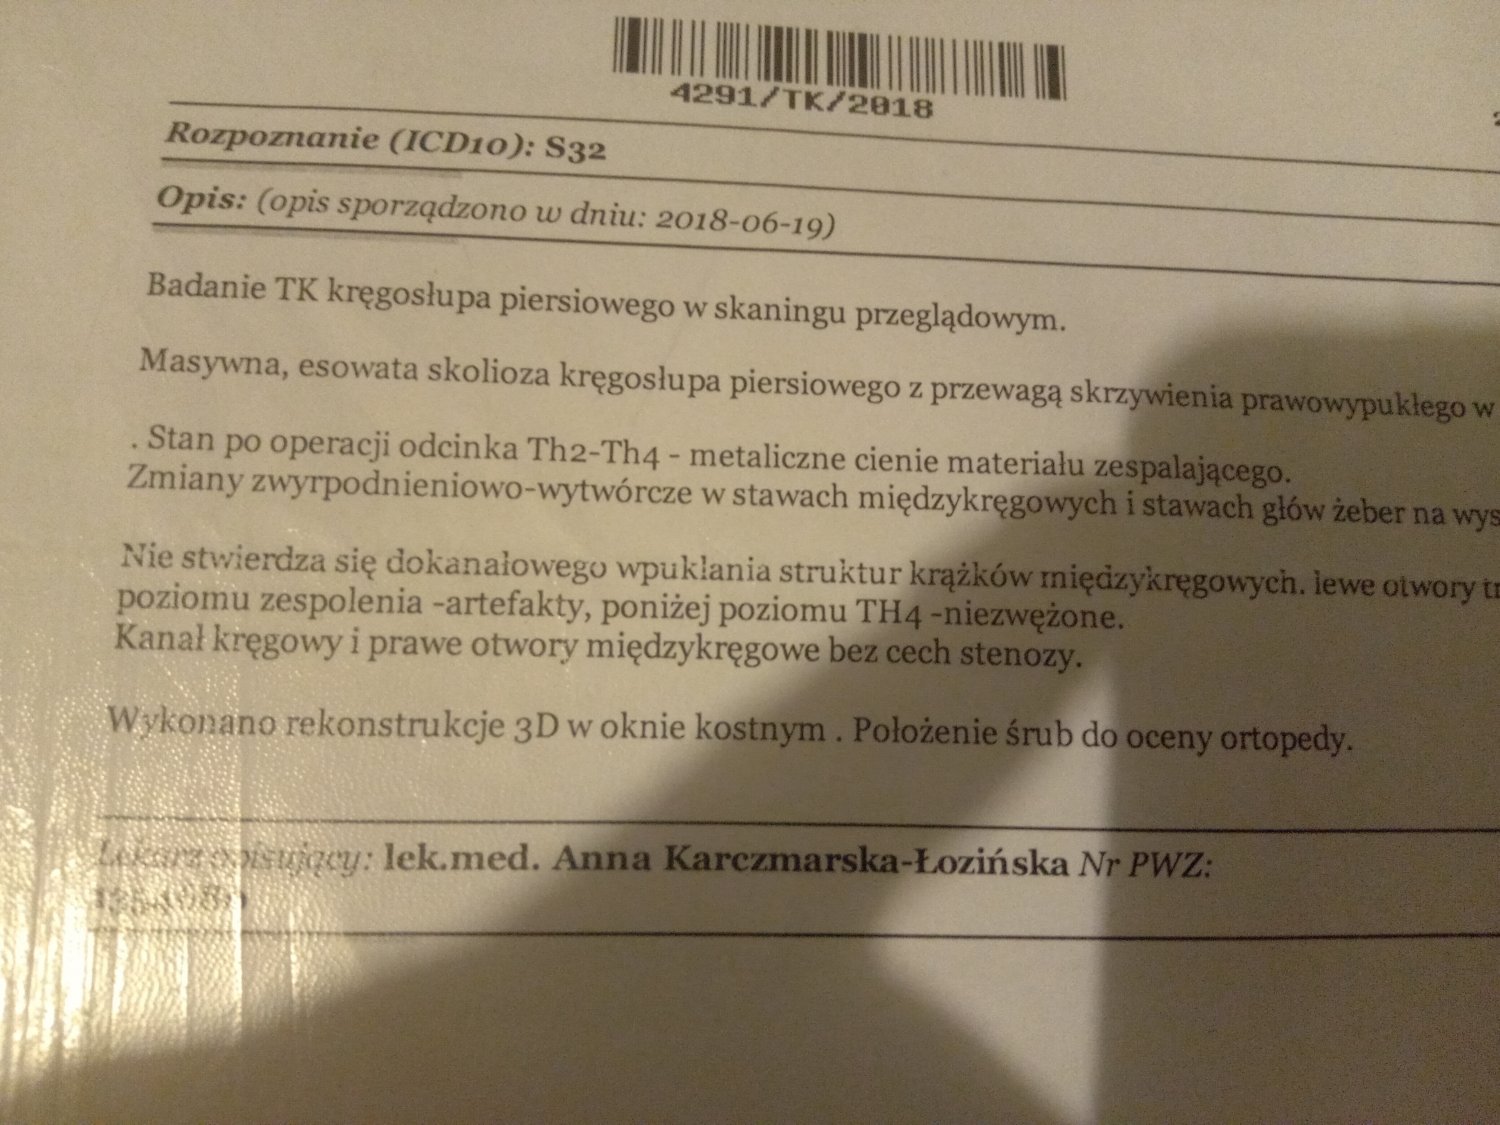 4291/TK/2018
Rozpoznanie (ICD10): S32
Opis: (opis sporządzono w dniu: 2018-06-19)
Badanie TK kręgosłupa piersiowego w skaningu przeglądowym.
Masywna, esowata skolioza kręgosłupa piersiowego z przewagą skrzywienia prawowypukłego w
. Stan po operacji odcinka Th2-Th4 - metaliczne cienie materiału zespalającego.
Zmiany zwyrpodnieniowo-wytwórcze w stawach międzykręgowych i stawach głów żeber na wys
Nie stwierdza się dokanałowego wpuklania struktur krążków międzykręgowych. lewe otwory
poziomu zespolenia -artefakty, poniżej poziomu TH4 -niezwężone.
Kanał kręgowy i prawe otwory międzykręgowe bez cech stenozy.
Wykonano rekonstrukcje 3D w oknie kostnym . Położenie śrub do oceny ortopedy.
Lekarz opisujący: lek.med. Anna Karczmarska-Łozińska Nr PWZ: